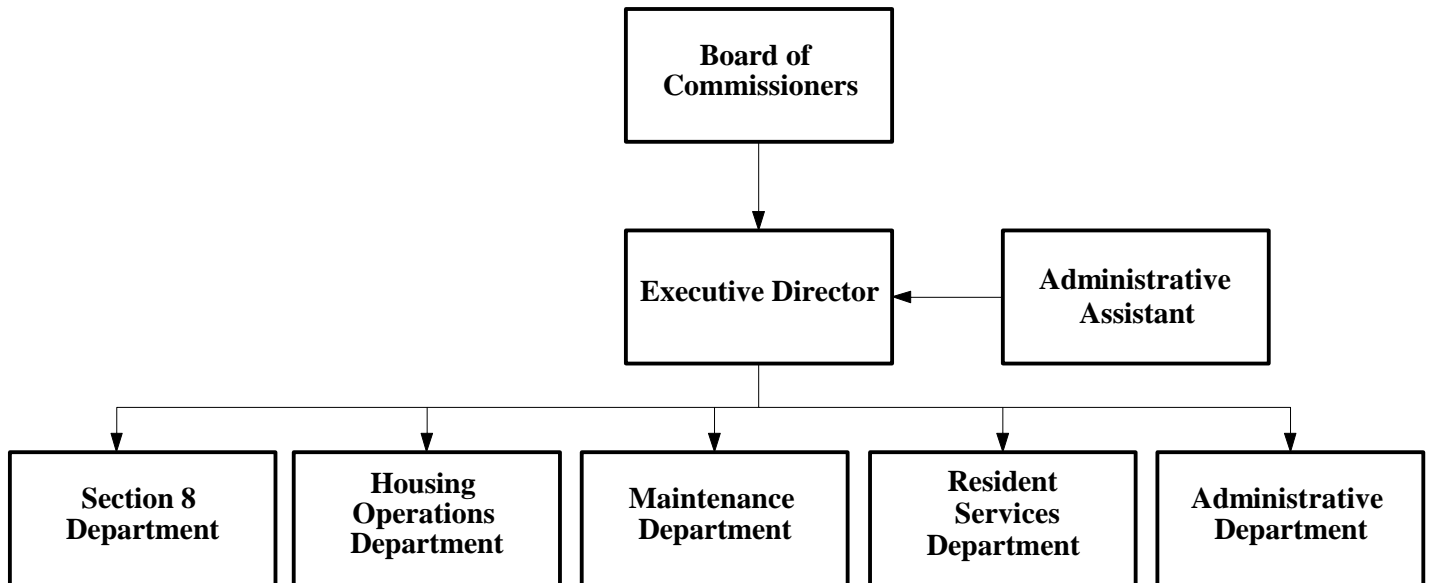 Board of
Commissioners
Executive Director
Administrative
Assistant
Section 8
Department
Housing
Operations
Department
Maintenance
Department
Resident
Services
Department
Administrative
Department